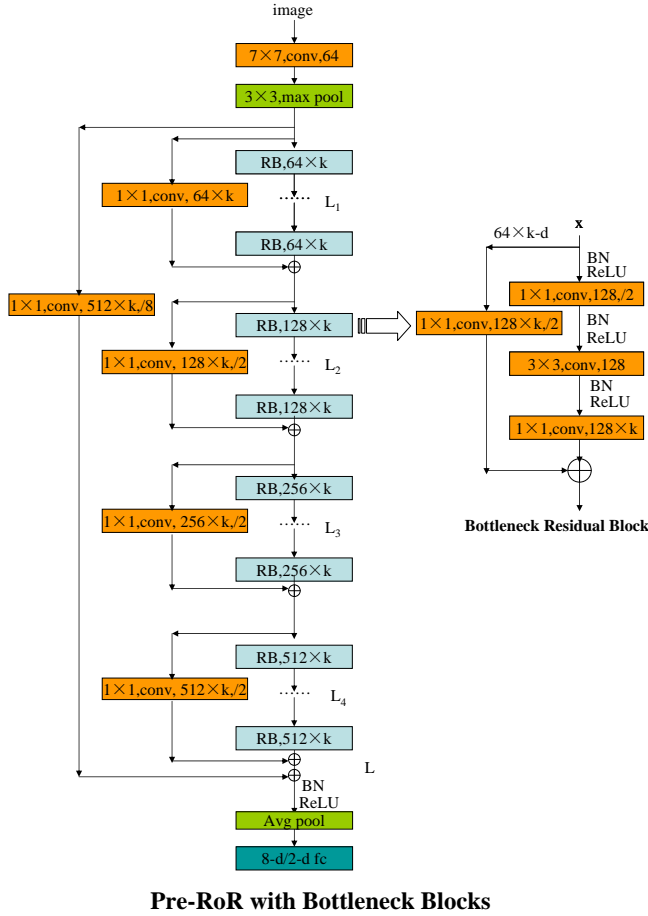 image
7×7,conv,64
3×3,max pool
RB,64×k
1×1,conv, 64×k
...... L1
RB,64×k
1×1,conv, 512×k,/8
RB,128×k
1×1,conv, 128×k,/2
...... L2
RB,128×k
RB,256×k
1×1,conv, 256×k,/2
...... L3
RB,256×k
RB,512×k
1×1,conv, 512×k,/2
...... L4
RB,512×k
L
BN
ReLU
Avg pool
8-d/2-d fc
x
64×k-d
BN
ReLU
1×1,conv,128,/2
1×1,conv,128×k,/2
BN
ReLU
3×3,conv,128
BN
ReLU
1×1,conv,128×k
Bottleneck Residual Block
Pre-RoR with Bottleneck Blocks